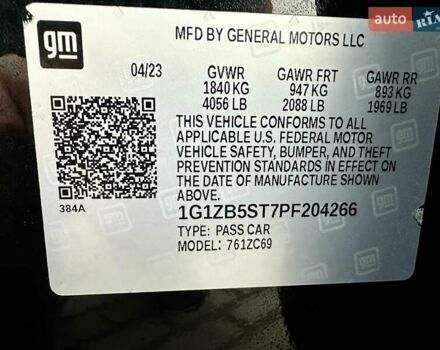 gm
MFD BY GENERAL MOTORS LLC
04/23 GVWR GAWR FRT GAWR RR
1840 KG 947 KG 893 KG
4056 LB 2088 LB 1969 LB
THIS VEHICLE CONFORMS TO ALL
APPLICABLE U.S. FEDERAL MOTOR
VEHICLE SAFETY, BUMPER, AND THEFT
PREVENTION STANDARDS IN EFFECT ON
THE DATE OF MANUFACTURE SHOWN
ABOVE.
384A
1G1ZB5ST7PF204266
TYPE: PASS CAR
MODEL: 761ZC69
auto
RIA